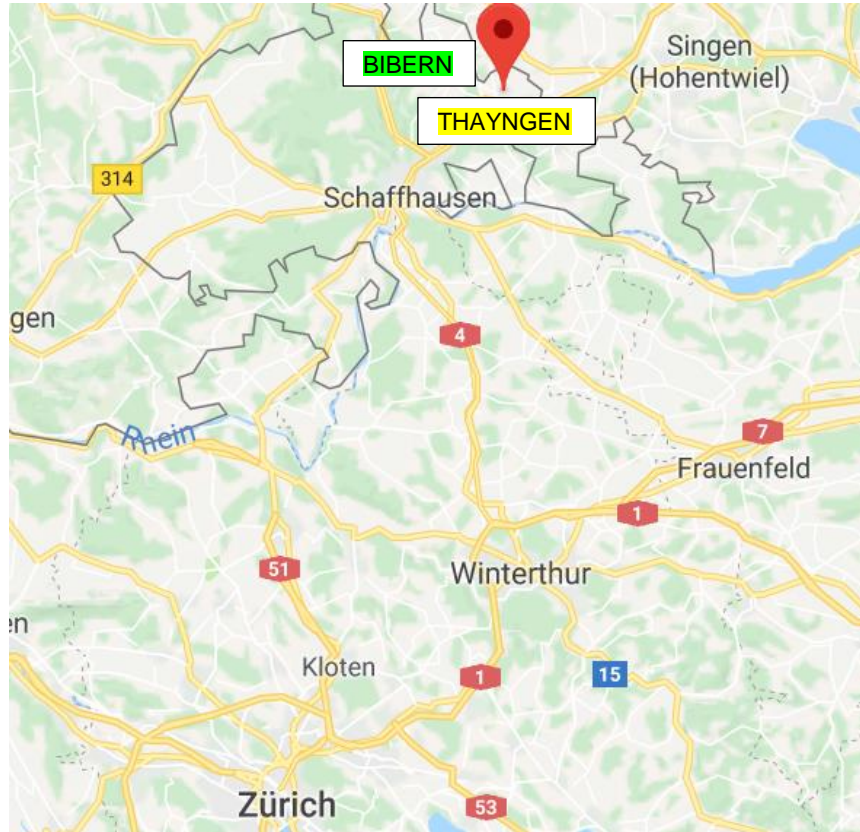 BIBERN
Singen
(Hohentwiel)
THAYNGEN
314
Schaffhausen
gen
4
Rhein
7
Frauenfeld
1
51
Winterthur
en
Kloten
1
15
Zürich
53